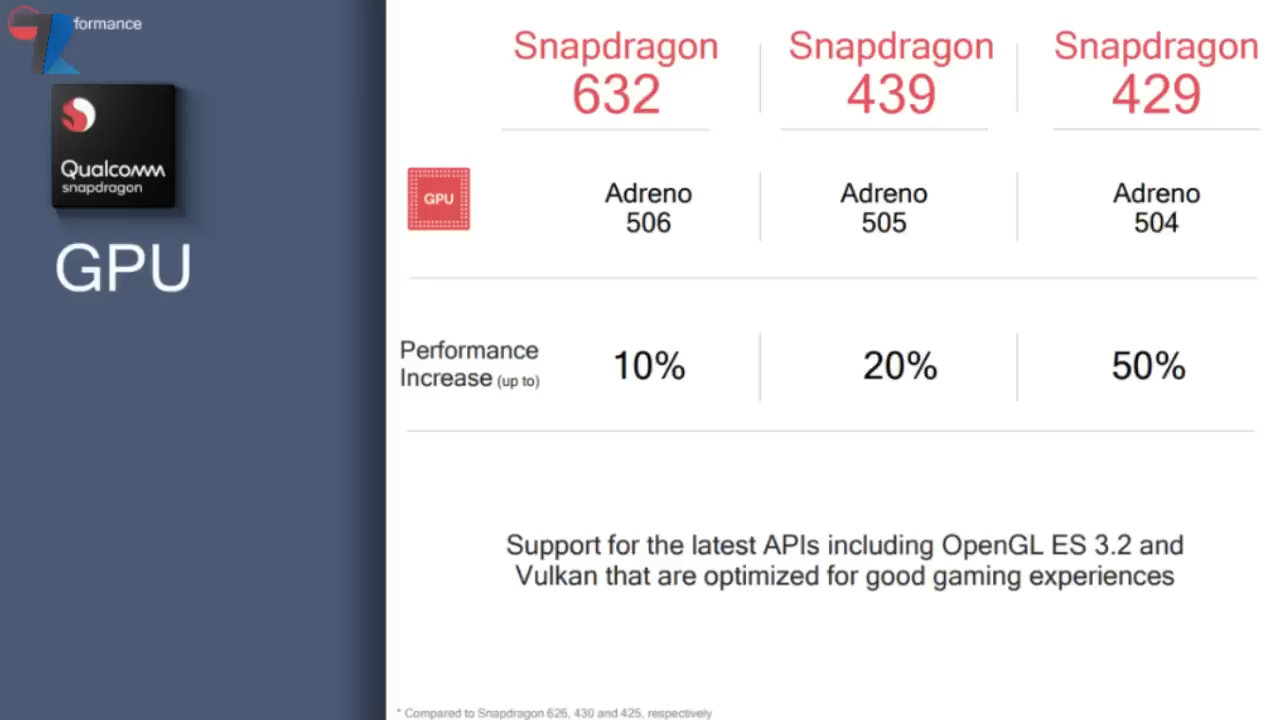 formance
Qualcomm
snapdragon
GPU
Snapdragon Snapdragon Snapdragon
632 439 429
GPU
Adreno Adreno Adreno
506 505 504
Performance
Increase (up to) 10% 20% 50%
Support for the latest APIs including OpenGL ES 3.2 and
Vulkan that are optimized for good gaming experiences
* Compared to Snapdragon 626, 430 and 425, respectively